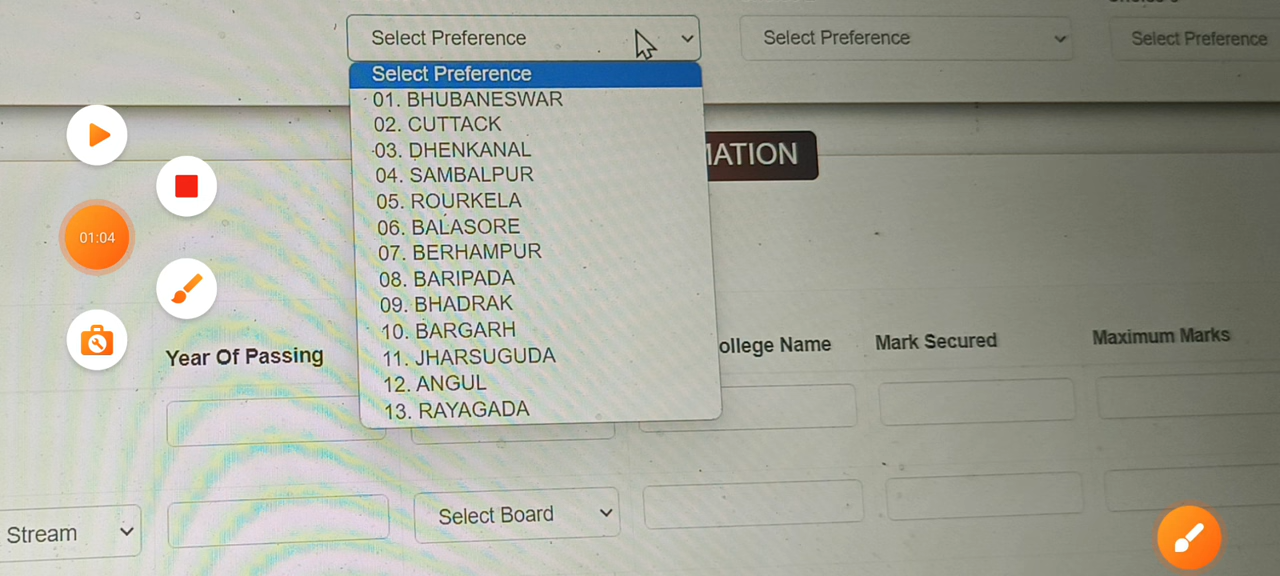 Select Preference
Select Preference
Select Preference
Select Preference
01. BHUBANESWAR
02. CUTTACK
03. DHENKANAL
04. SAMBALPUR
05. ROURKELA
06. BALASORE
07. BERHAMPUR
08. BARIPADA
09. BHADRAK
10. BARGARH
11. JHARSUGUDA
12. ANGUL
13. RAYAGADA
MATION
01:04
Year Of Passing
ollege Name
Mark Secured
Maximum Marks
Stream
Select Board